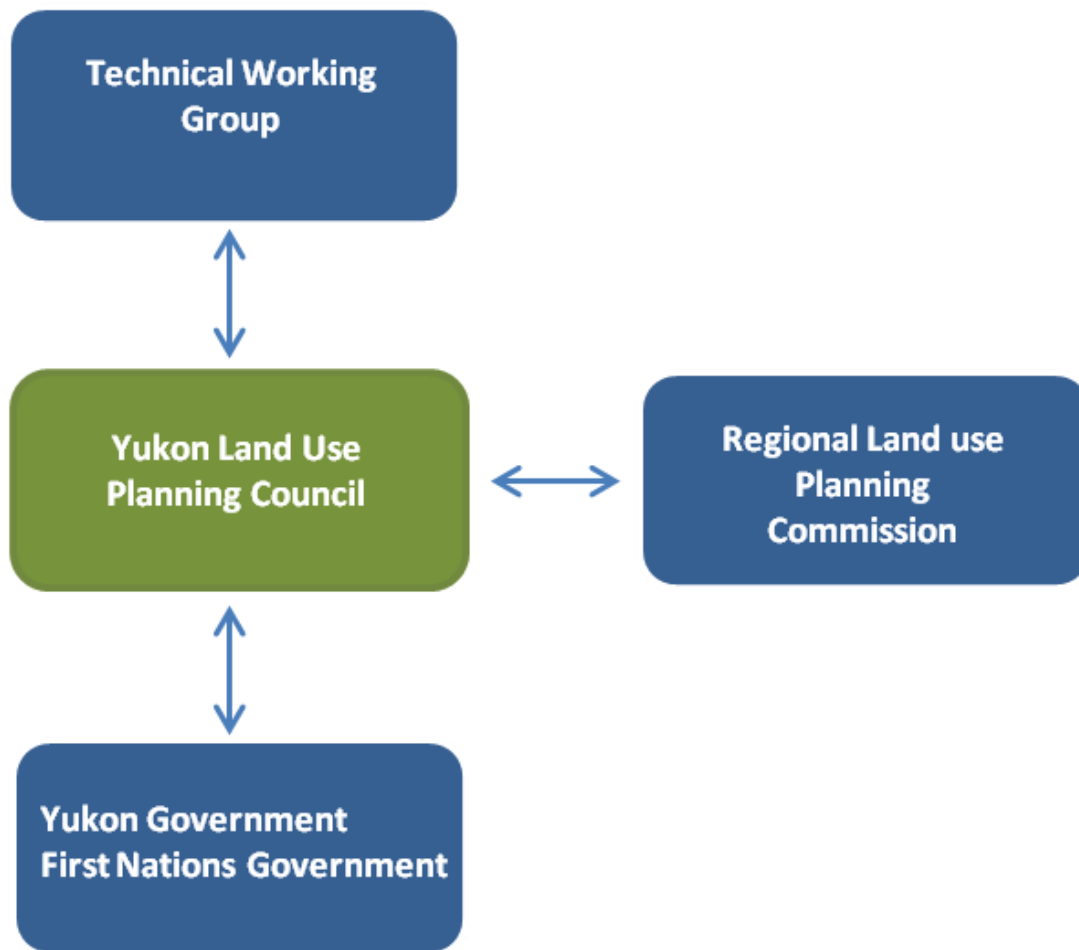 Technical Working
Group
Yukon Land Use
Planning Council
Regional Land use
Planning
Commission
Yukon Government
First Nations Government